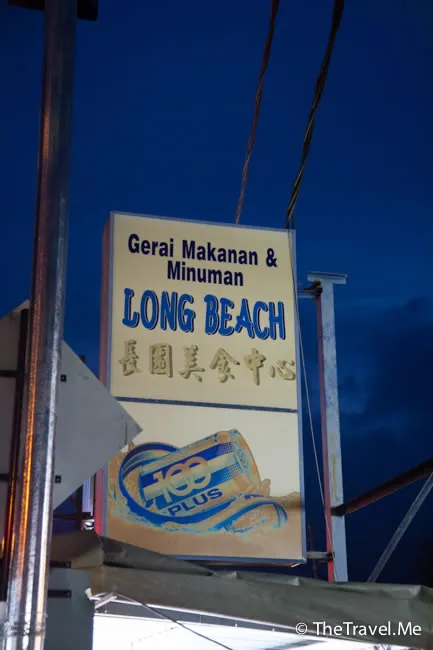 Gerai Makanan &
Minuman
LONG BEACH
長園美食中心
100
PLUS
© TheTravel.Me